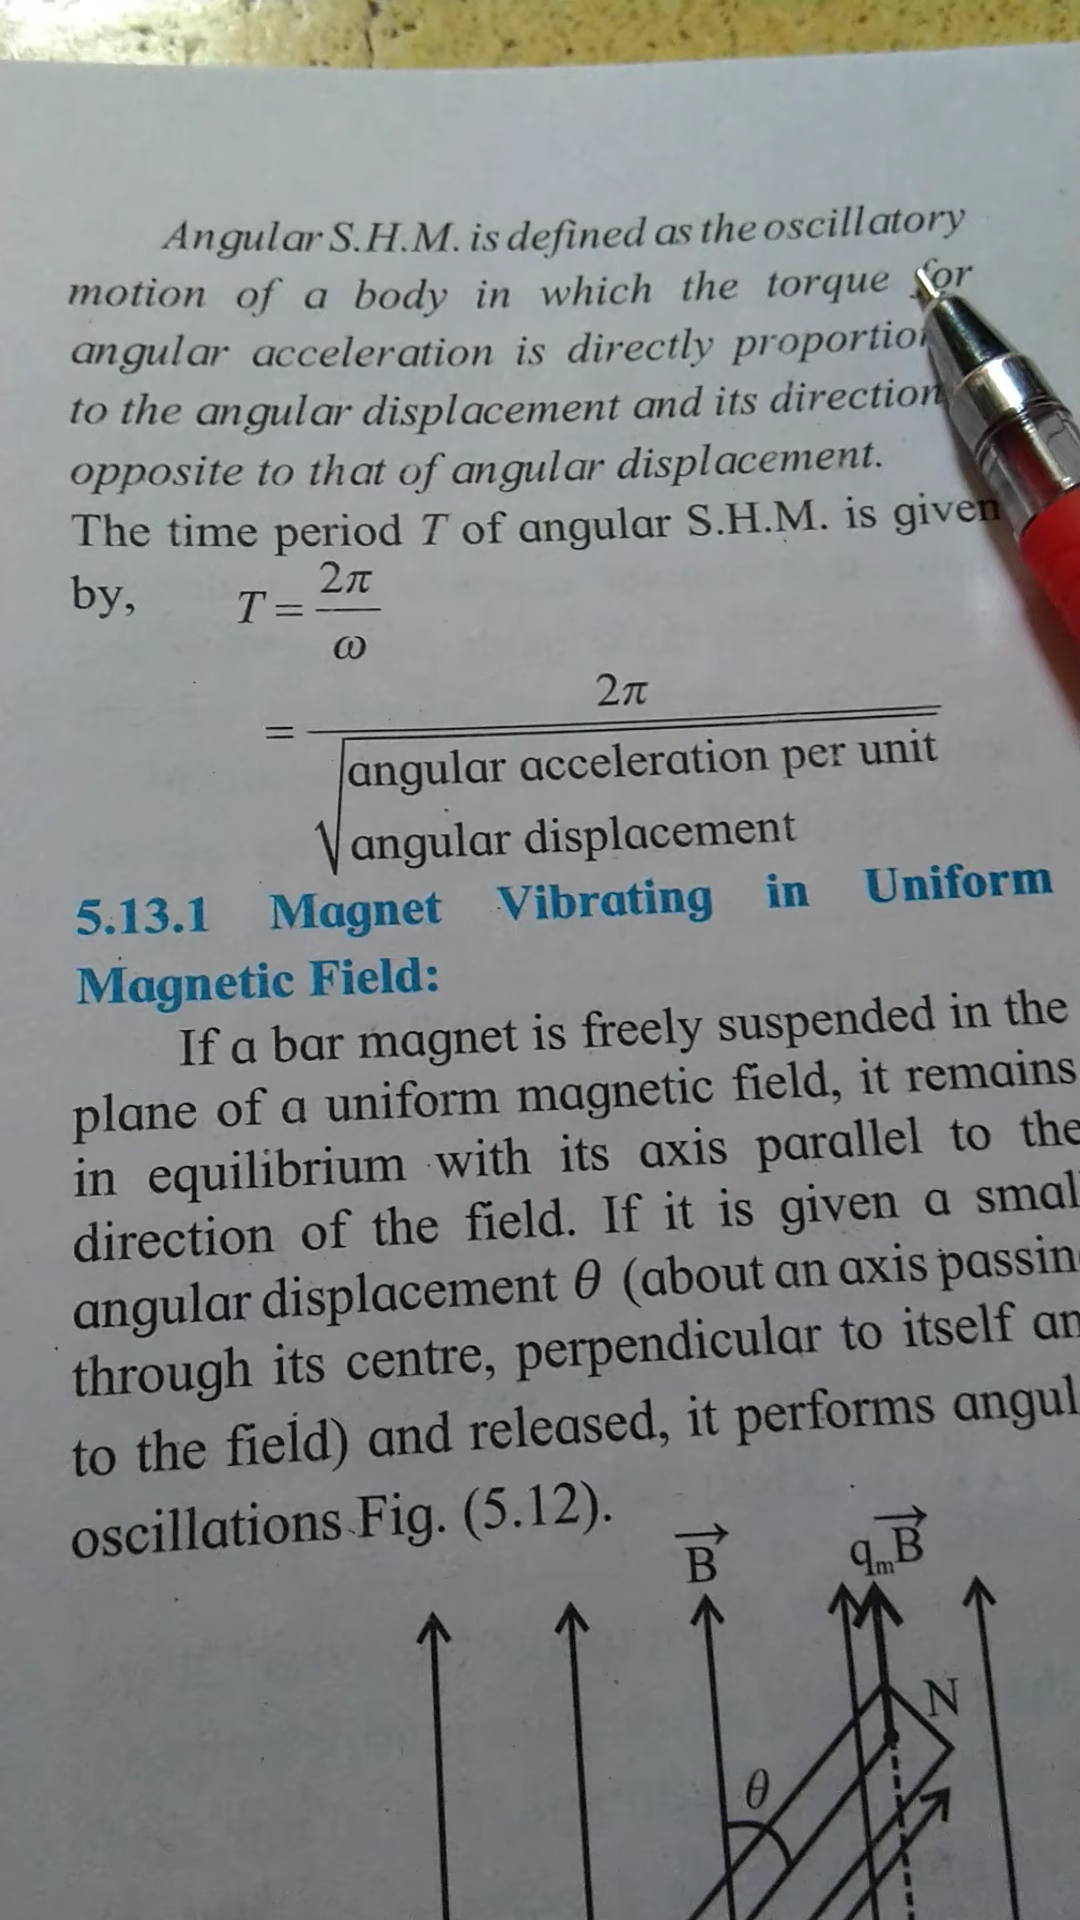 Angular S.H.M. is defined as the oscillatory
motion of a body in which the torque for
angular acceleration is directly
to the angular displacement and its direction
opposite to that of angular displacement.
The time period T of angular S.H.M. is given
by, T = 2π / ω
= 2π / √
angular acceleration per unit
angular displacement
5.13.1 Magnet Vibrating in Uniform
Magnetic Field:
If a bar magnet is freely suspended in the
plane of a uniform magnetic field, it remains
in equilibrium with its axis parallel to the
direction of the field. If it is given a
angular displacement θ (about an axis
through its centre, perpendicular to itself
to the field) and released, it performs
oscillations Fig. (5.12).
B⃗ qₘB⃗
N
θ